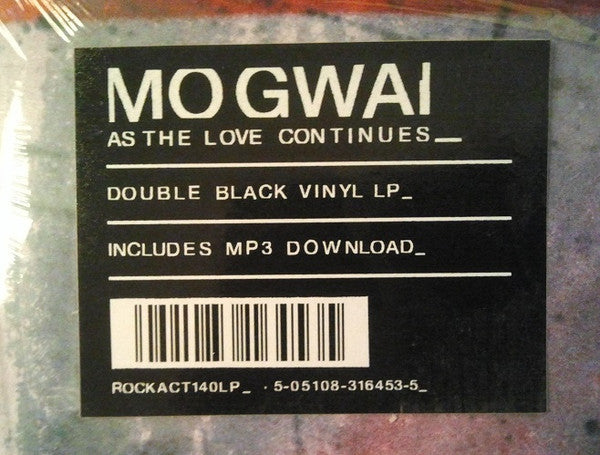 MOGWAI
AS THE LOVE CONTINUES_
DOUBLE BLACK VINYL LP_
INCLUDES MP3 DOWNLOAD_
ROCKACT140LP_ · 5-05108-316453-5_